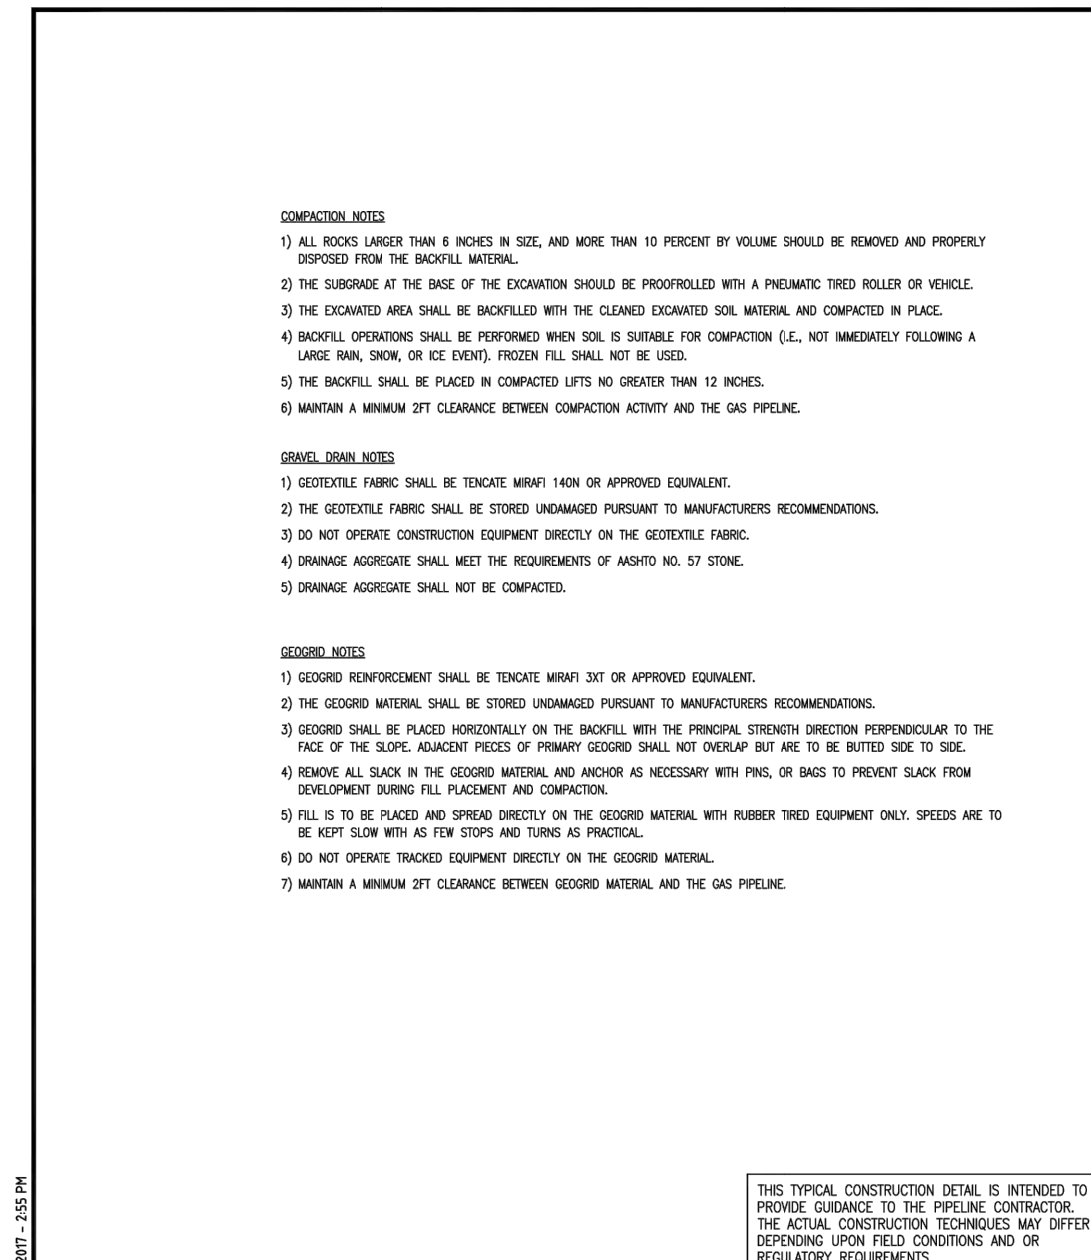 COMPACTION NOTES
1) ALL ROCKS LARGER THAN 6 INCHES IN SIZE, AND MORE THAN 10 PERCENT BY VOLUME SHOULD BE REMOVED AND PROPERLY
DISPOSED FROM THE BACKFILL MATERIAL.
2) THE SUBGRADE AT THE BASE OF THE EXCAVATION SHOULD BE PROOFROLLED WITH A PNEUMATIC TIRED ROLLER OR VEHICLE.
3) THE EXCAVATED AREA SHALL BE BACKFILLED WITH THE CLEANED EXCAVATED SOIL MATERIAL AND COMPACTED IN PLACE.
4) BACKFILL OPERATIONS SHALL BE PERFORMED WHEN SOIL IS SUITABLE FOR COMPACTION (I.E., NOT IMMEDIATELY FOLLOWING A
LARGE RAIN, SNOW, OR ICE EVENT). FROZEN FILL SHALL NOT BE USED.
5) THE BACKFILL SHALL BE PLACED IN COMPACTED LIFTS NO GREATER THAN 12 INCHES.
6) MAINTAIN A MINIMUM 2FT CLEARANCE BETWEEN COMPACTION ACTIVITY AND THE GAS PIPELINE.
GRAVEL DRAIN NOTES
1) GEOTEXTILE FABRIC SHALL BE TENCATE MIRAFI 140N OR APPROVED EQUIVALENT.
2) THE GEOTEXTILE FABRIC SHALL BE STORED UNDAMAGED PURSUANT TO MANUFACTURERS RECOMMENDATIONS.
3) DO NOT OPERATE CONSTRUCTION EQUIPMENT DIRECTLY ON THE GEOTEXTILE FABRIC.
4) DRAINAGE AGGREGATE SHALL MEET THE REQUIREMENTS OF AASHTO NO. 57 STONE.
5) DRAINAGE AGGREGATE SHALL NOT BE COMPACTED.
GEOGRID NOTES
1) GEOGRID REINFORCEMENT SHALL BE TENCATE MIRAFI 3XT OR APPROVED EQUIVALENT.
2) THE GEOGRID MATERIAL SHALL BE STORED UNDAMAGED PURSUANT TO MANUFACTURERS RECOMMENDATIONS.
3) GEOGRID SHALL BE PLACED HORIZONTALLY ON THE BACKFILL WITH THE PRINCIPAL STRENGTH DIRECTION PERPENDICULAR TO THE
FACE OF THE SLOPE. ADJACENT PIECES OF PRIMARY GEOGRID SHALL NOT OVERLAP BUT ARE TO BE BUTTED SIDE TO SIDE.
4) REMOVE ALL SLACK IN THE GEOGRID MATERIAL AND ANCHOR AS NECESSARY WITH PINS, OR BAGS TO PREVENT SLACK FROM
DEVELOPMENT DURING FILL PLACEMENT AND COMPACTION.
5) FILL IS TO BE PLACED AND SPREAD DIRECTLY ON THE GEOGRID MATERIAL WITH RUBBER TIRED EQUIPMENT ONLY. SPEEDS ARE TO
BE KEPT SLOW WITH AS FEW STOPS AND TURNS AS PRACTICAL.
6) DO NOT OPERATE TRACKED EQUIPMENT DIRECTLY ON THE GEOGRID MATERIAL.
7) MAINTAIN A MINIMUM 2FT CLEARANCE BETWEEN GEOGRID MATERIAL AND THE GAS PIPELINE.
2017 - 2:55 PM
THIS TYPICAL CONSTRUCTION DETAIL IS INTENDED TO
PROVIDE GUIDANCE TO THE PIPELINE CONTRACTOR.
THE ACTUAL CONSTRUCTION TECHNIQUES MAY DIFFER
DEPENDING UPON FIELD CONDITIONS AND OR
REGULATORY REQUIREMENTS